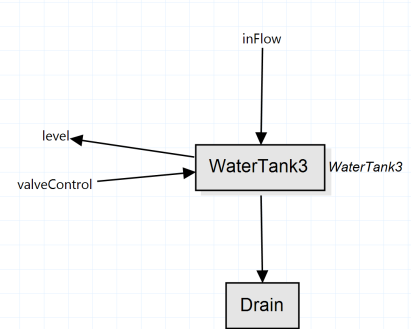 inFlow
level
WaterTank3
WaterTank3
valveControl
Drain